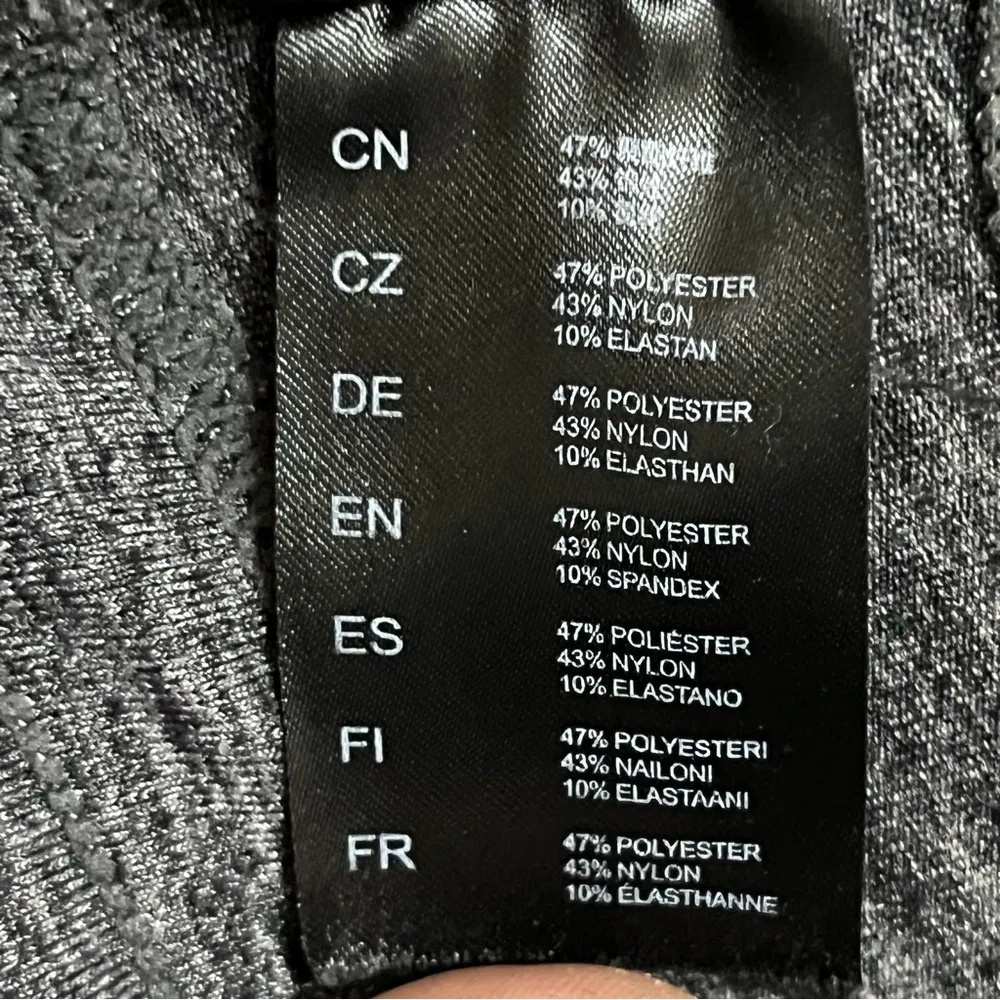 CN
47%
43%
10%
CZ
47% POLYESTER
43% NYLON
10% ELASTAN
DE
47% POLYESTER
43% NYLON
10% ELASTHAN
EN
47% POLYESTER
43% NYLON
10% SPANDEX
ES
47% POLIÉSTER
43% NYLON
10% ELASTANO
FI
47% POLYESTERI
43% NAILONI
10% ELASTAANI
FR
47% POLYESTER
43% NYLON
10% ÉLASTHANNE